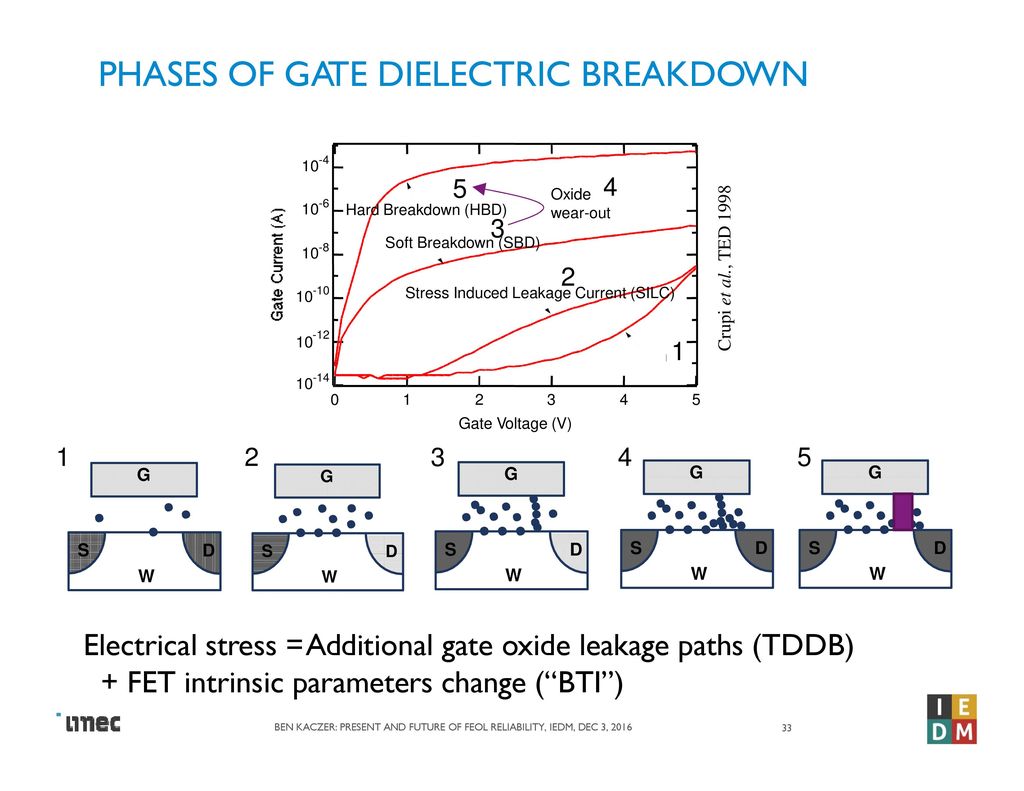 PHASES OF GATE DIELECTRIC BREAKDOWN
10-4
10-6
10-8
10-10
10-12
10-14
Gate Current (A)
5
Oxide 4
wear-out
Hard Breakdown (HBD)
3
Soft Breakdown (SBD)
2
Stress Induced Leakage Current (SILC)
1
0 1 2 3 4 5
Gate Voltage (V)
Crupi et al., TED 1998
1 2 3 4 5
G G G G G
S D S D S D S D S D
W W W W W
Electrical stress = Additional gate oxide leakage paths (TDDB)
+ FET intrinsic parameters change (“BTI”)
imec
BEN KACZER: PRESENT AND FUTURE OF FEOL RELIABILITY, IEDM, DEC 3, 2016
33
I E
D M